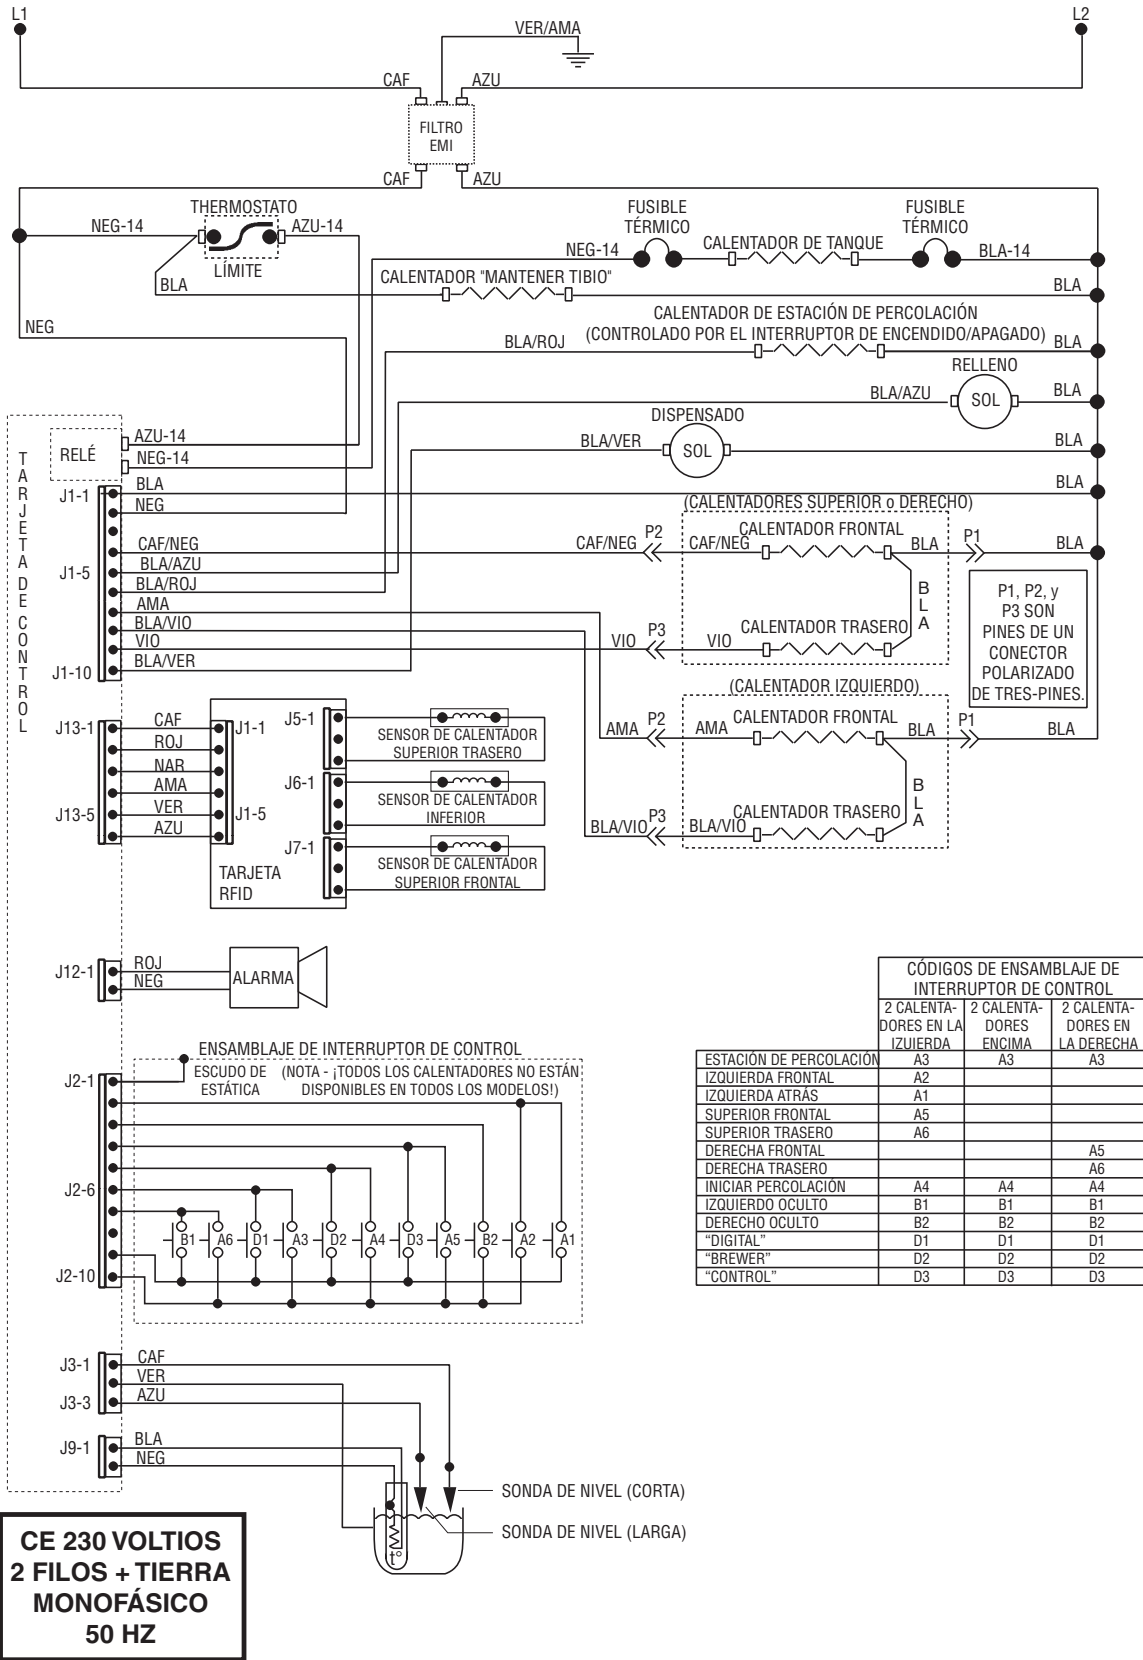 L1
L2
VER/AMA
CAF
AZU
FILTRO
EMI
CAF
AZU
THERMOSTATO
NEG-14
AZU-14
LÍMITE
BLA
FUSIBLE
TÉRMICO
FUSIBLE
TÉRMICO
NEG-14
CALENTADOR DE TANQUE
BLA-14
CALENTADOR "MANTENER TIBIO"
BLA
NEG
CALENTADOR DE ESTACIÓN DE PERCOLACIÓN
(CONTROLADO POR EL INTERRUPTOR DE ENCENDIDO/APAGADO)
BLA/ROJ
BLA
RELLENO
BLA/AZU
SOL
BLA
DISPENSADO
BLA/VER
SOL
BLA
TARJETA DE CONTROL
RELÉ
AZU-14
NEG-14
J1-1
BLA
BLA
NEG
CAF/NEG
J1-5
BLA/AZU
BLA/ROJ
AMA
BLA/VIO
VIO
J1-10
BLA/VER
(CALENTADORES SUPERIOR o DERECHO)
CAF/NEG
P2
CAF/NEG
CALENTADOR FRONTAL
BLA
P1
BLA
BLA
VIO
P3
VIO
CALENTADOR TRASERO
P1, P2, y
P3 SON
PINES DE UN
CONECTOR
POLARIZADO
DE TRES-PINES.
(CALENTADOR IZQUIERDO)
AMA
P2
AMA
CALENTADOR FRONTAL
BLA
P1
BLA
BLA
BLA/VIO
P3
BLA/VIO
CALENTADOR TRASERO
J13-1
CAF
ROJ
NAR
AMA
J13-5
VER
AZU
J1-1
J1-5
TARJETA
RFID
J5-1
SENSOR DE CALENTADOR
SUPERIOR TRASERO
J6-1
SENSOR DE CALENTADOR
INFERIOR
J7-1
SENSOR DE CALENTADOR
SUPERIOR FRONTAL
J12-1
ROJ
NEG
ALARMA
ENSAMBLAJE DE INTERRUPTOR DE CONTROL
J2-1
ESCUDO DE
ESTÁTICA
(NOTA - ¡TODOS LOS CALENTADORES NO ESTÁN
DISPONIBLES EN TODOS LOS MODELOS!)
J2-6
B1 A6 D1 A3 D2 A4 D3 A5 B2 A2 A1
J2-10
CÓDIGOS DE ENSAMBLAJE DE
INTERRUPTOR DE CONTROL
2 CALENTA-
DORES EN LA
IZUIERDA
2 CALENTA-
DORES
ENCIMA
2 CALENTA-
DORES EN
LA DERECHA
ESTACIÓN DE PERCOLACIÓN A3 A3 A3
IZQUIERDA FRONTAL A2
IZQUIERDA ATRÁS A1
SUPERIOR FRONTAL A5
SUPERIOR TRASERO A6
DERECHA FRONTAL A5
DERECHA TRASERO A6
INICIAR PERCOLACIÓN A4 A4 A4
IZQUIERDO OCULTO B1 B1 B1
DERECHO OCULTO B2 B2 B2
“DIGITAL” D1 D1 D1
“BREWER” D2 D2 D2
“CONTROL” D3 D3 D3
J3-1
CAF
VER
J3-3
AZU
J9-1
BLA
NEG
t°
SONDA DE NIVEL (CORTA)
SONDA DE NIVEL (LARGA)
CE 230 VOLTIOS
2 FILOS + TIERRA
MONOFÁSICO
50 HZ